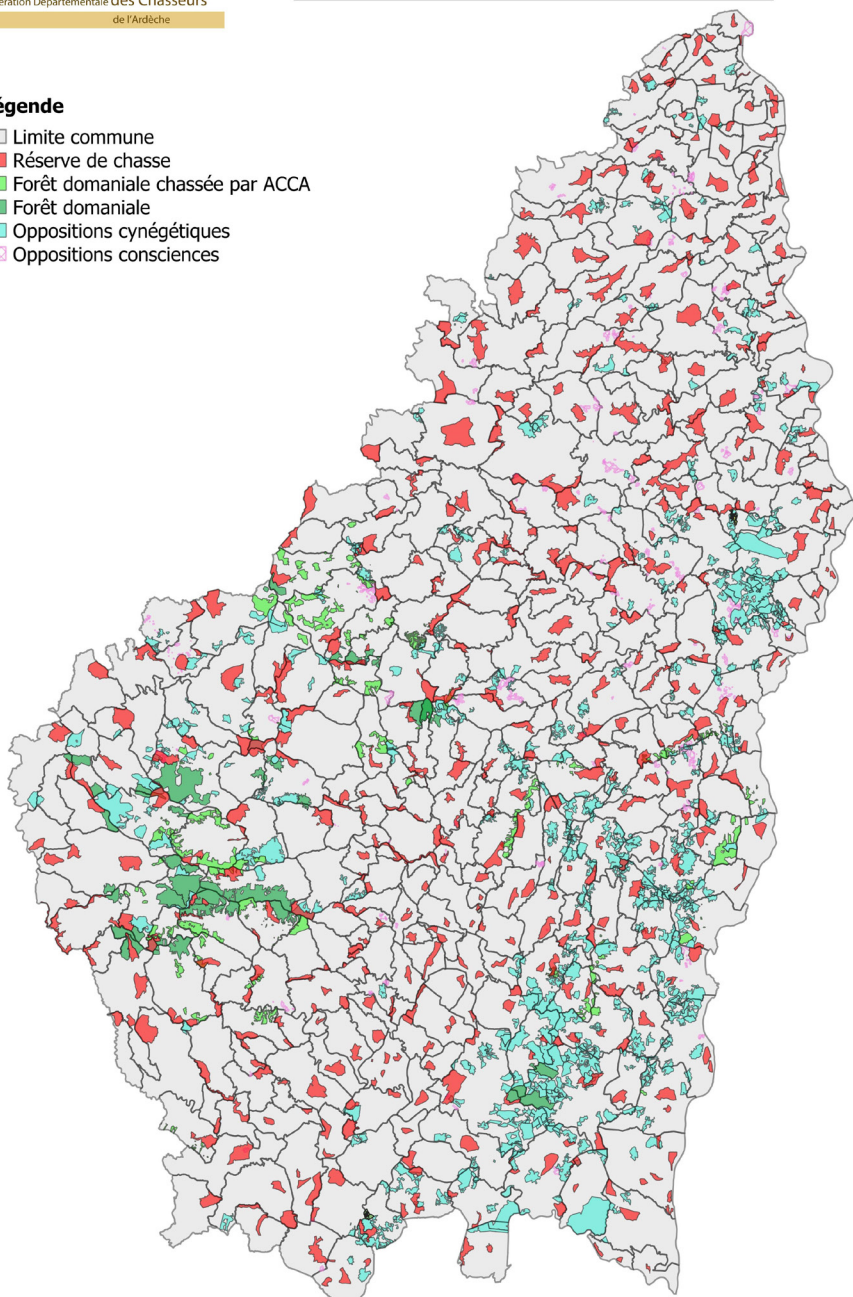 des Chasseurs
de l'Ardèche
Limite commune
Réserve de chasse
Forêt domaniale chassée par ACCA
Forêt domaniale
Oppositions cynégétiques
Oppositions consciences